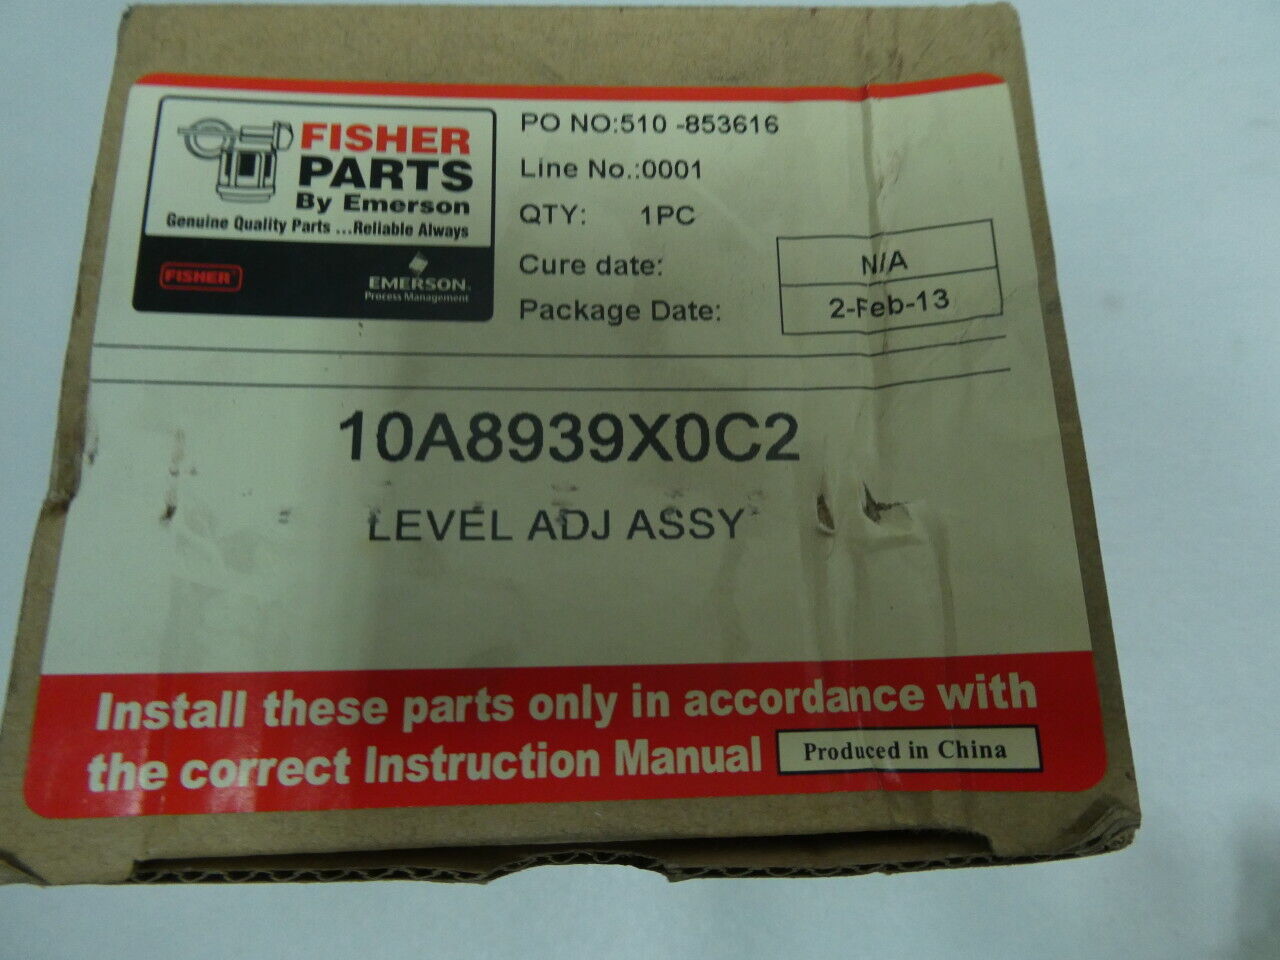 FISHER
PARTS
By Emerson
Genuine Quality Parts ...Reliable Always
FISHER
EMERSON.
Process Management
PO NO:510 -853616
Line No.:0001
QTY: 1PC
Cure date: N/A
Package Date: 2-Feb-13
10A8939X0C2
LEVEL ADJ ASSY
Install these parts only in accordance with
the correct Instruction Manual
Produced in China